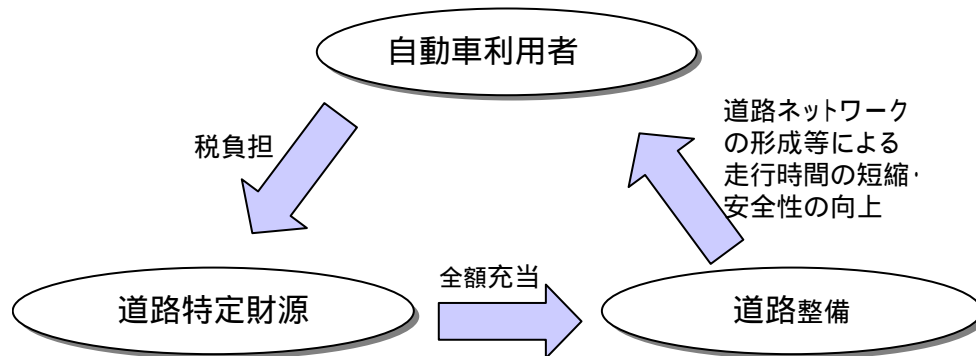 自動車利用者
税負担
道路ネットワーク
の形成等による
走行時間の短縮・
安全性の向上
全額充当
道路特定財源
道路整備